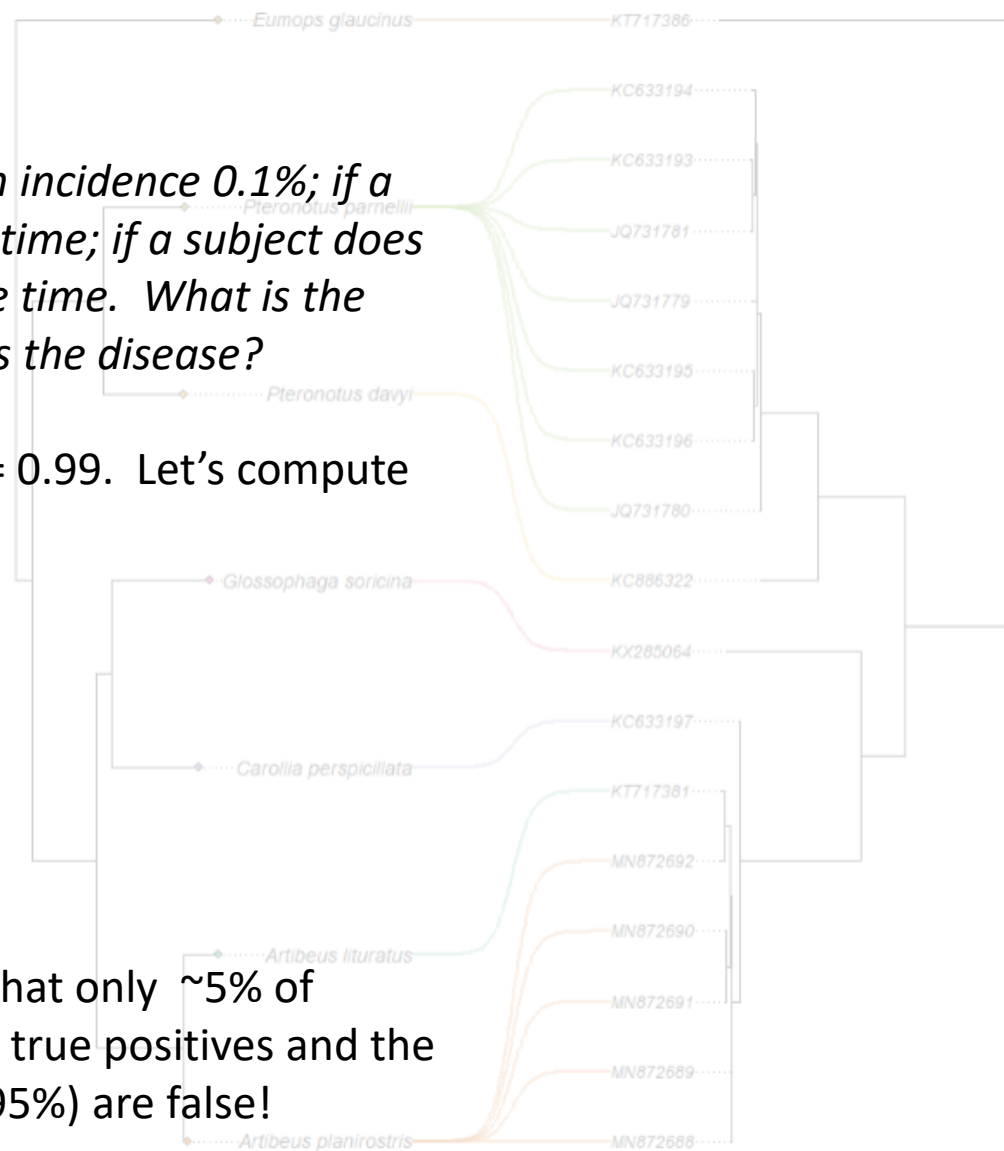 Eumops glaucinus KT717386
KC633194
n incidence 0.1%; if a
KC633193
Pteronotus parnellii
time; if a subject does
JQ731781
e time. What is the
JQ731779
s the disease?
KC633195
Pteronotus davyi
KC633196
= 0.99. Let's compute
JQ731780
Glossophaga soricina KC886322
KX285064
KC633197
Carollia perspicillata
KT717381
MN872692
MN872690
Artibeus lituratus
hat only ~5% of
MN872691
true positives and the
MN872689
95%) are false!
Artibeus planirostris MN872688